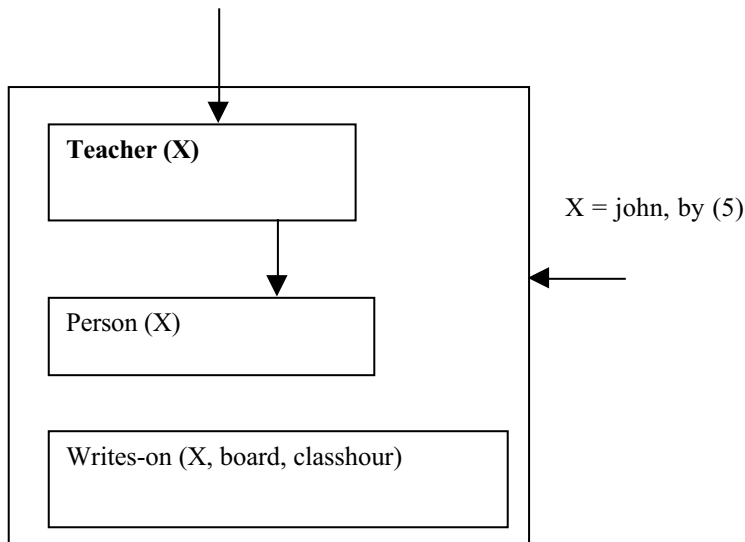 Teacher (X)
X = john, by (5)
Person (X)
Writes-on (X, board, classhour)